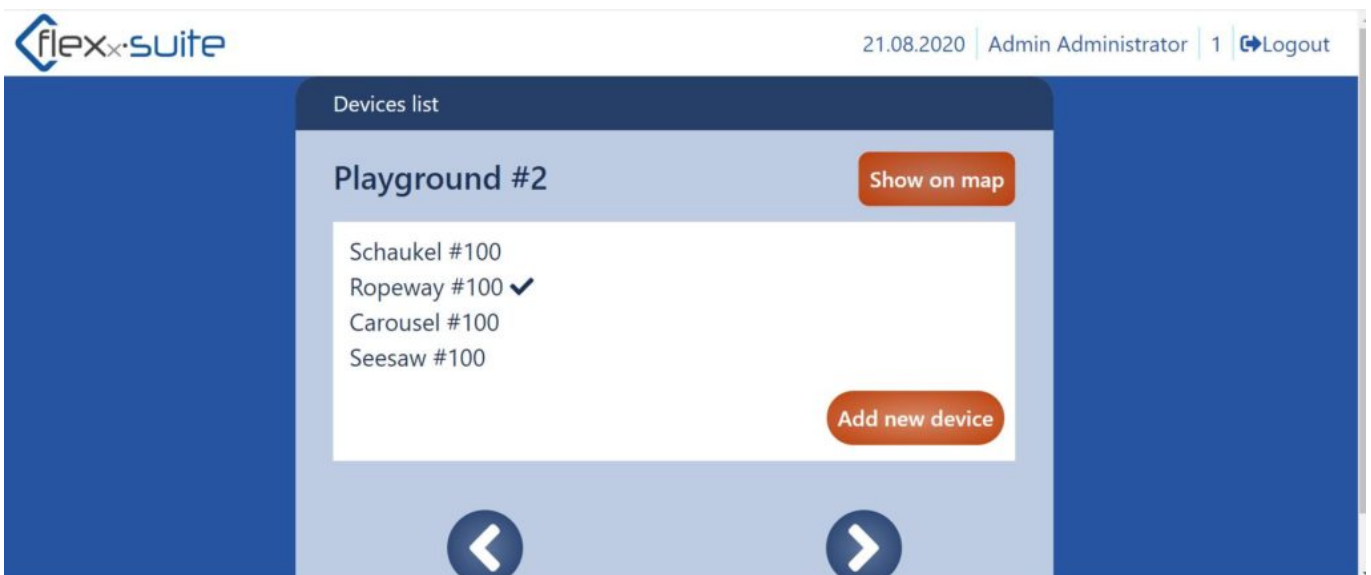 flexx·suite
21.08.2020 Admin Administrator 1 Logout
Devices list
Playground #2
Show on map
Schaukel #100
Ropeway #100
Carousel #100
Seesaw #100
Add new device